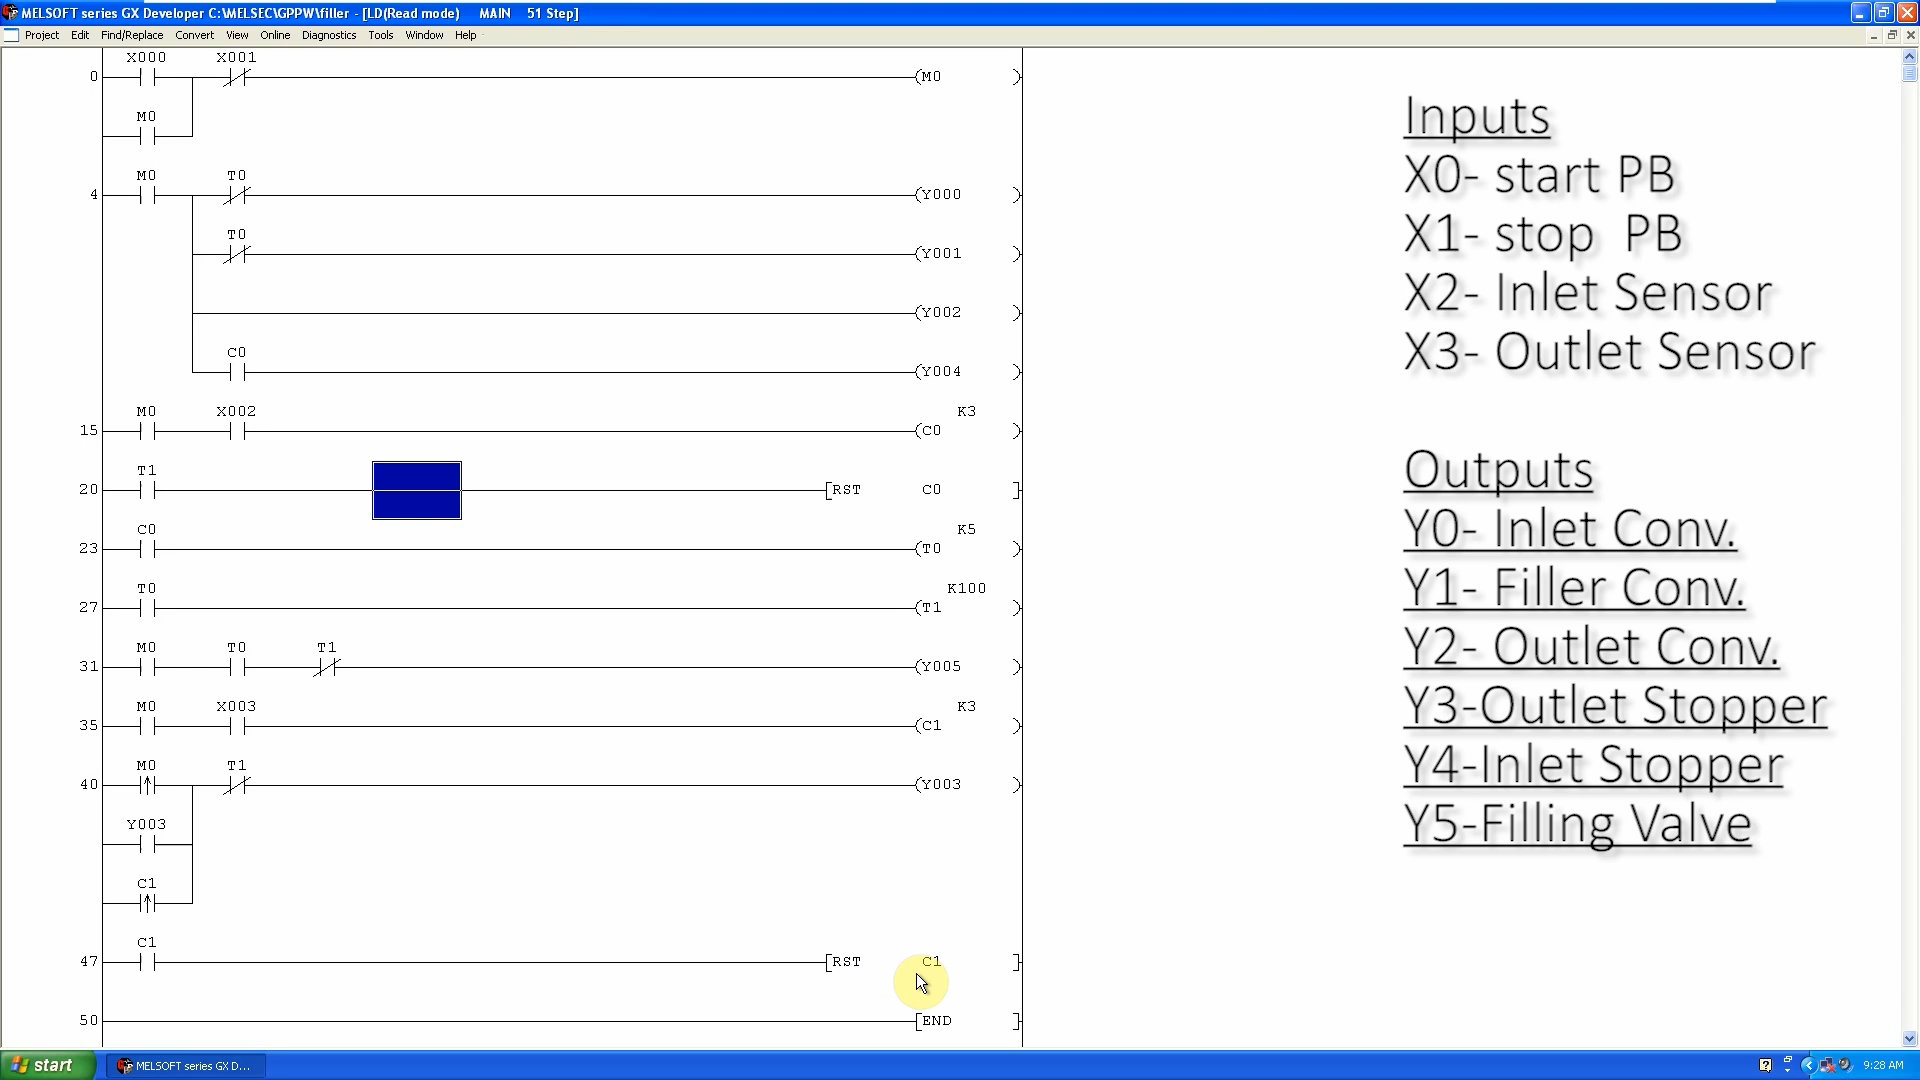 MELSOFT series GX Developer C:\MELSEC\GPPW\filler - [LD(Read mode) MAIN 51 Step]
Project Edit Find/Replace Convert View Online Diagnostics Tools Window Help
X000 X001
0 (M0 )
M0
M0 T0
4 (Y000 )
T0
(Y001 )
(Y002 )
C0
(Y004 )
M0 X002 K3
15 (C0 )
T1
20 [RST C0 ]
C0 K5
23 (T0 )
T0 K100
27 (T1 )
M0 T0 T1
31 (Y005 )
M0 X003 K3
35 (C1 )
M0 T1
40 (Y003 )
Y003
C1
C1
47 [RST C1 ]
50 [END ]
Inputs
X0- start PB
X1- stop PB
X2- Inlet Sensor
X3- Outlet Sensor
Outputs
Y0- Inlet Conv.
Y1- Filler Conv.
Y2- Outlet Conv.
Y3-Outlet Stopper
Y4-Inlet Stopper
Y5-Filling Valve
start MELSOFT series GX D... 9:28 AM